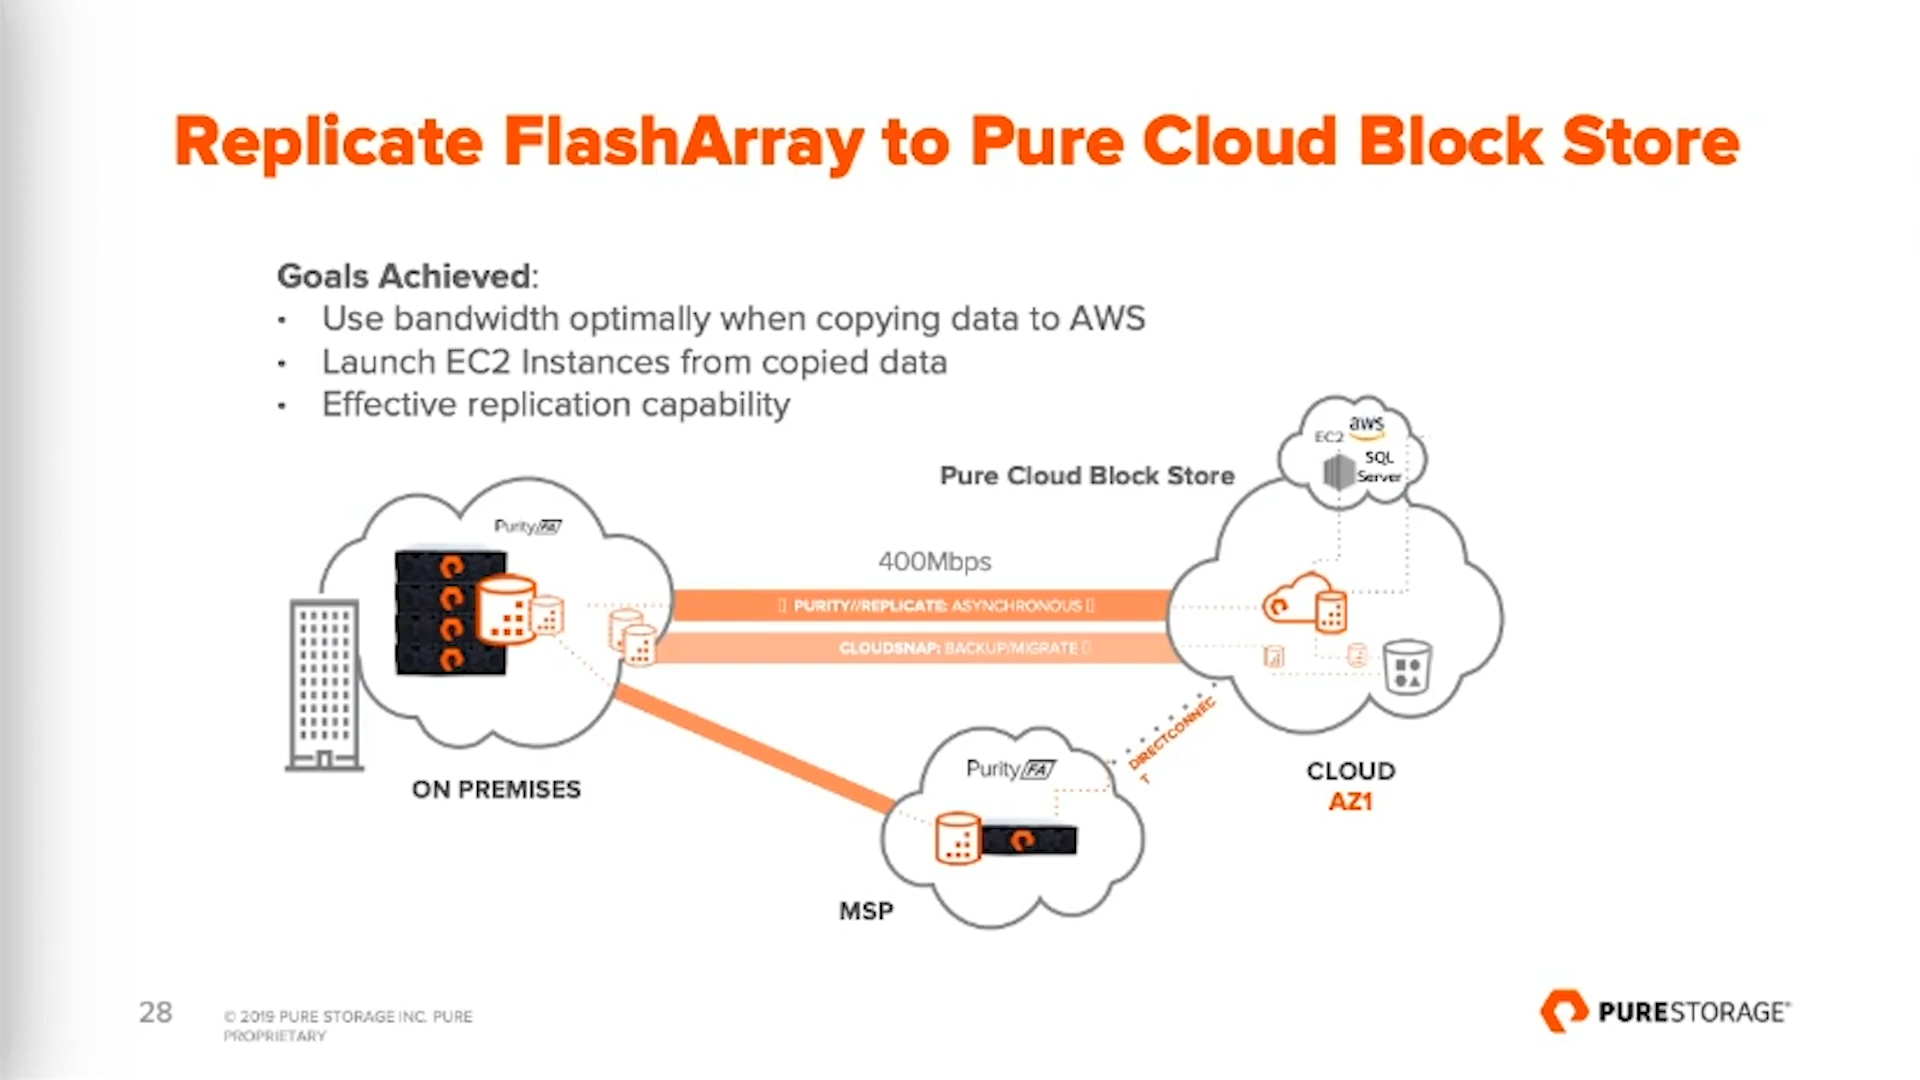 Replicate FlashArray to Pure Cloud Block Store
Goals Achieved:
• Use bandwidth optimally when copying data to AWS
• Launch EC2 Instances from copied data
• Effective replication capability
aws
EC2
SQL
Server
Pure Cloud Block Store
Purity//FA
400Mbps
PURITY//REPLICATE: ASYNCHRONOUS
CLOUDSNAP: BACKUP/MIGRATE
DIRECTCONNEC
T
Purity//FA
ON PREMISES
CLOUD
AZ1
MSP
28
© 2019 PURE STORAGE INC. PURE
PROPRIETARY
PURESTORAGE®